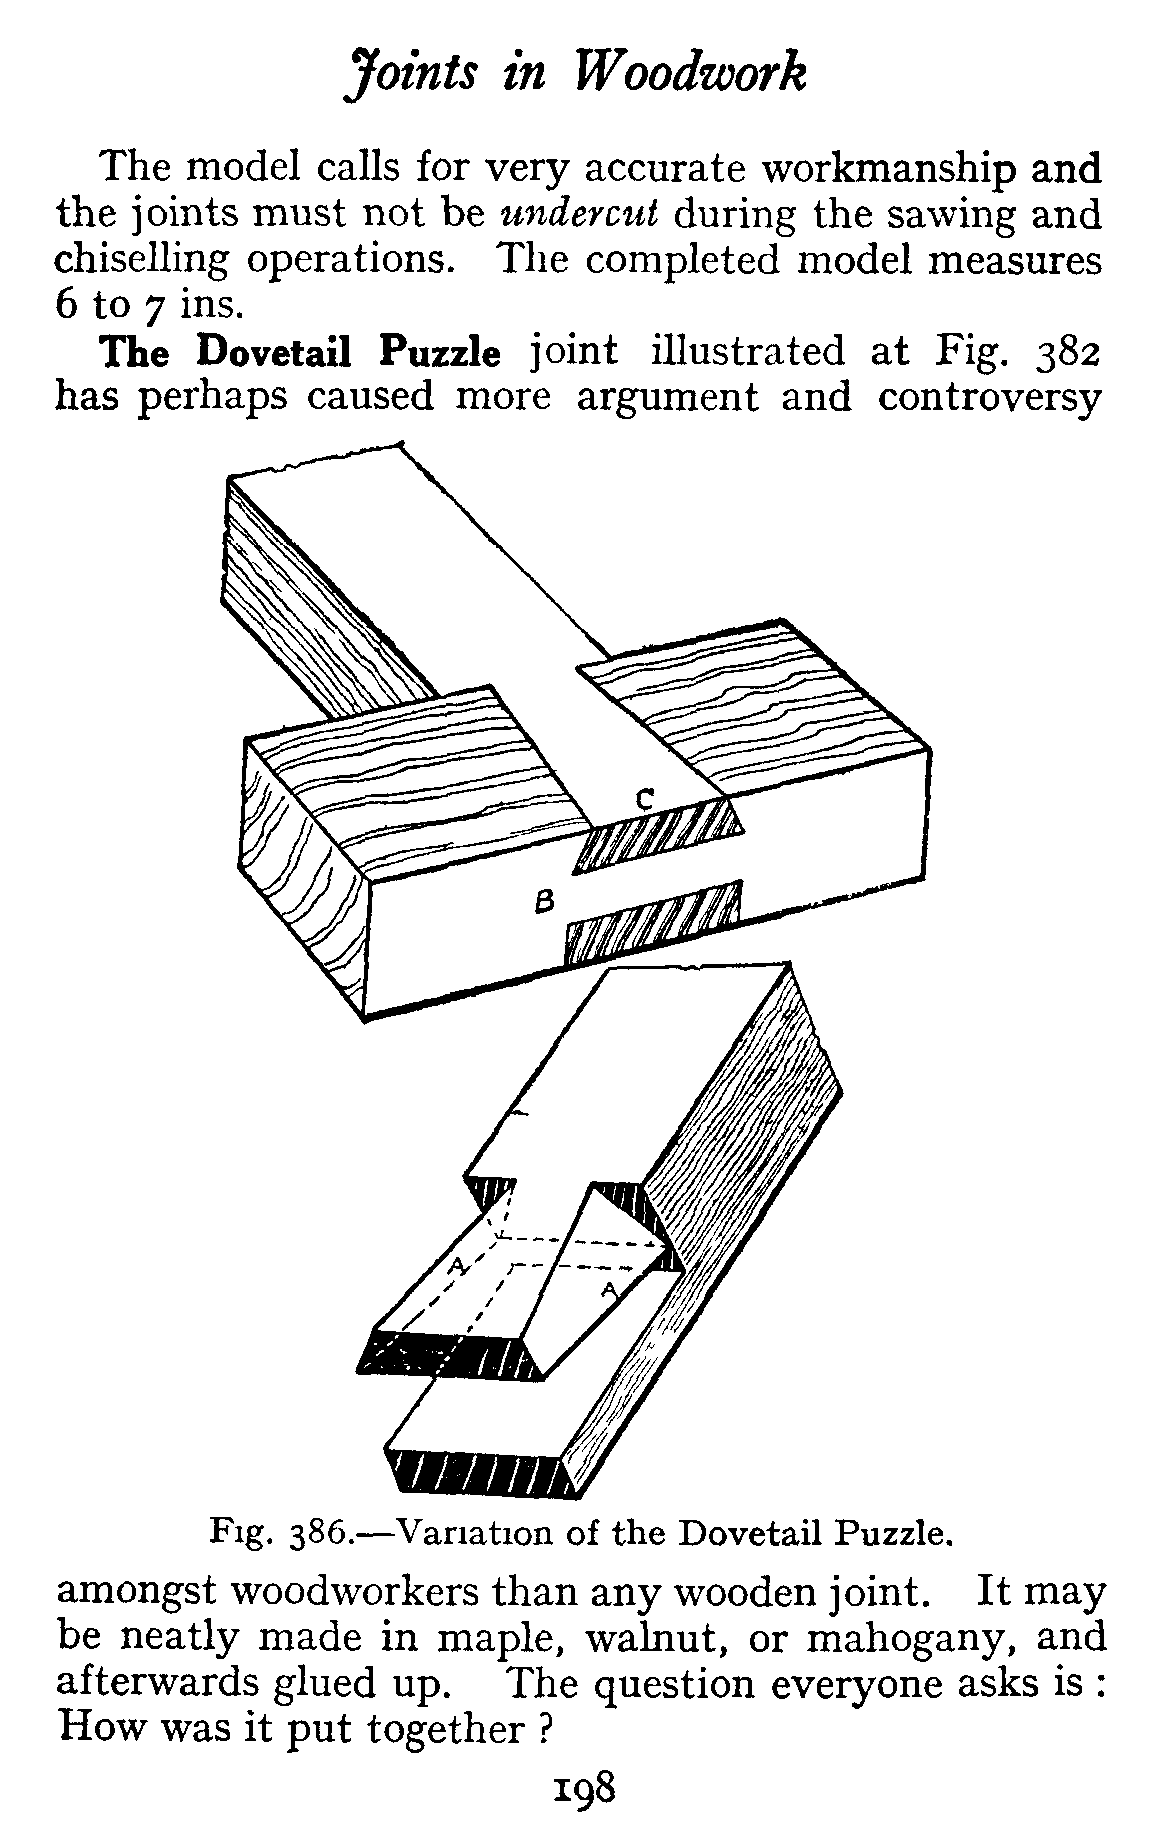 Joints in Woodwork
The model calls for very accurate workmanship and
the joints must not be undercut during the sawing and
chiselling operations. The completed model measures
6 to 7 ins.
The Dovetail Puzzle joint illustrated at Fig. 382
has perhaps caused more argument and controversy
C
B
A
A
Fig. 386.—Variation of the Dovetail Puzzle.
amongst woodworkers than any wooden joint. It may
be neatly made in maple, walnut, or mahogany, and
afterwards glued up. The question everyone asks is :
How was it put together ?
198